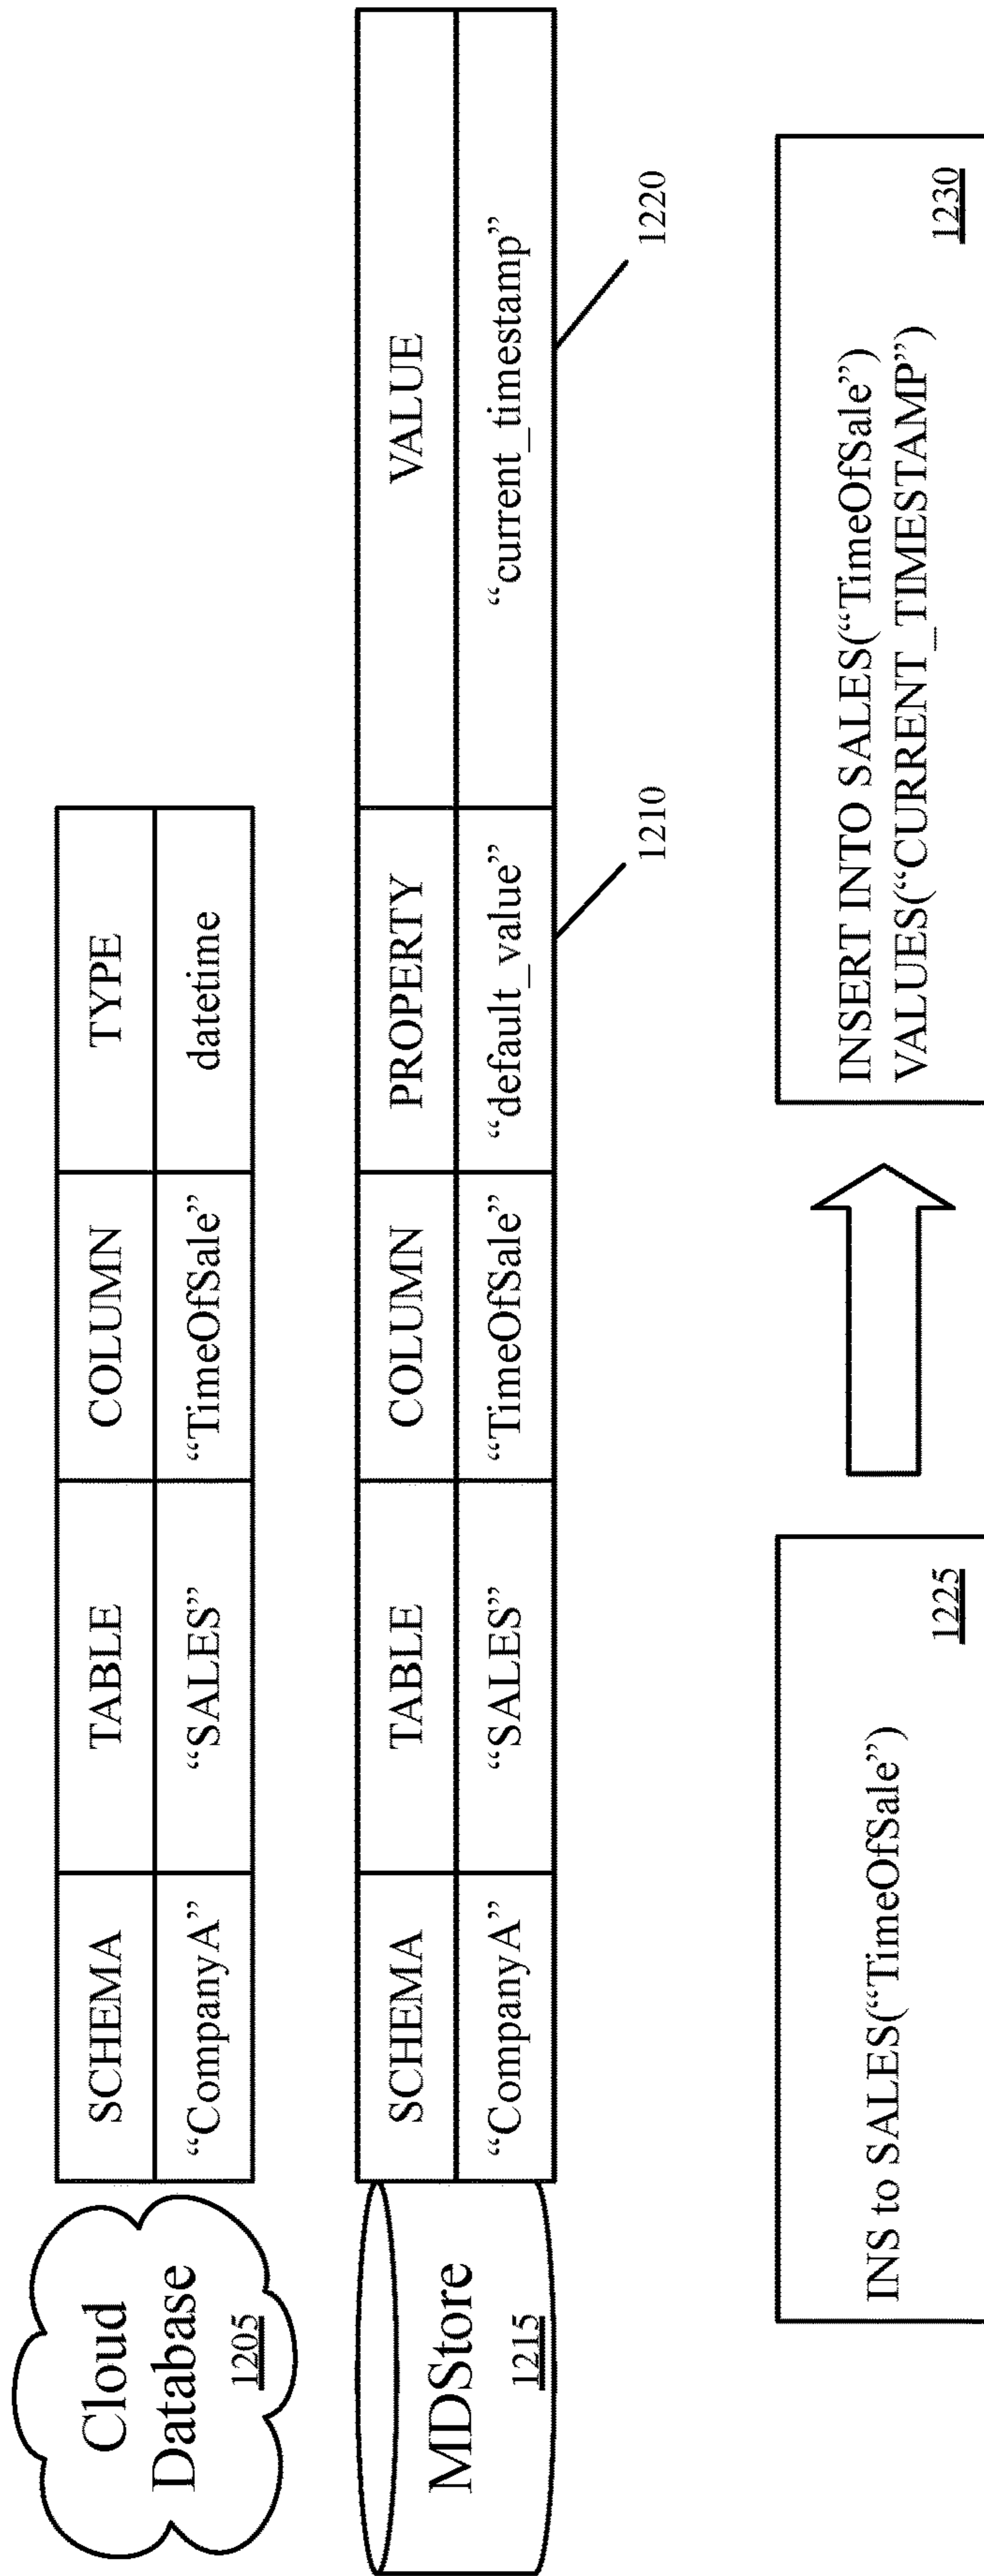 Cloud
Database
1205
SCHEMA
TABLE
COLUMN
TYPE
“CompanyA”
“SALES”
“TimeOfSale”
datetime
MDStore
1215
SCHEMA
TABLE
COLUMN
PROPERTY
VALUE
“CompanyA”
“SALES”
“TimeOfSale”
“default_value”
“current_timestamp”
1210
1220
INS to SALES(“TimeOfSale”)
1225
INSERT INTO SALES(“TimeOfSale”)
VALUES(“CURRENT_TIMESTAMP”)
1230